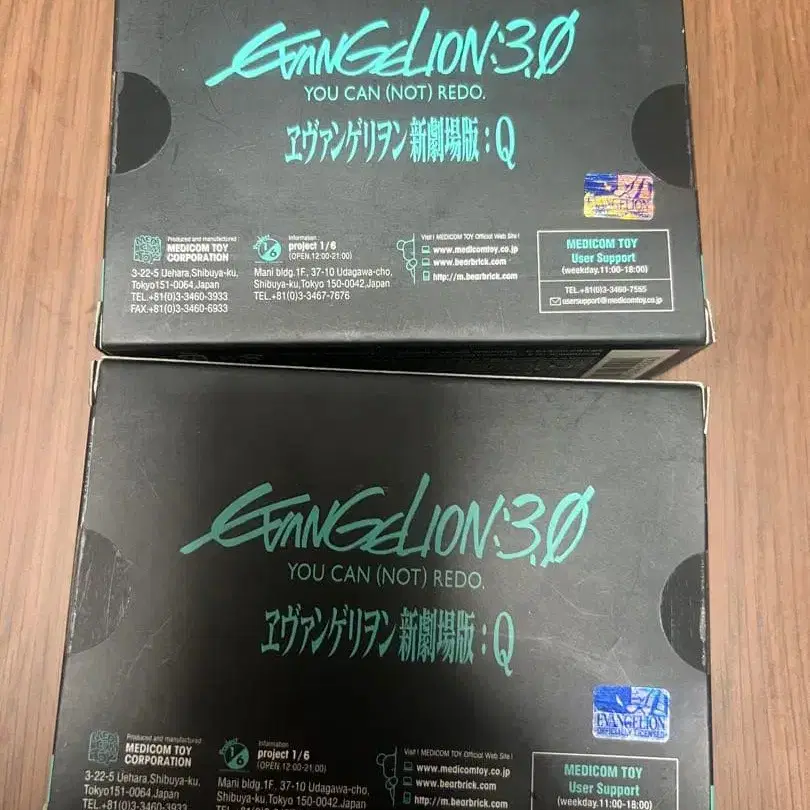 EVANGELION:3.0
YOU CAN (NOT) REDO.
ヱヴァンゲリヲン新劇場版:Q
EVANGELION
Produced and manufactured
MEDICOM TOY
CORPORATION
3-22-5 Uehara,Shibuya-ku,
Tokyo151-0064,Japan
TEL.+81(0)3-3460-3933
FAX.+81(0)3-3460-6933
1/6
Information
project 1/6
(OPEN.12:00-21:00)
Mani bldg.1F, 37-10 Udagawa-cho,
Shibuya-ku,Tokyo 150-0042,Japan
TEL.+81(0)3-3467-7676
Visit ! MEDICOM TOY Official Web Site !
www.medicomtoy.co.jp
www.bearbrick.com
http://m.bearbrick.com
MEDICOM TOY
User Support
(weekday.11:00-18:00)
TEL.+81(0)3-3460-7555
usersupport@medicomtoy.co.jp
EVANGELION:3.0
YOU CAN (NOT) REDO.
ヱヴァンゲリヲン新劇場版:Q
EVANGELION
OFFICIALLY LICENSED
Produced and manufactured
MEDICOM TOY
CORPORATION
3-22-5 Uehara,Shibuya-ku,
Tokyo151-0064,Japan
TEL.+81(0)3-3460-3933
1/6
Information
project 1/6
(OPEN.12:00-21:00)
Mani bldg.1F, 37-10 Udagawa-cho,
Shibuya-ku,Tokyo 150-0042,Japan
Visit ! MEDICOM TOY Official Web Site !
www.medicomtoy.co.jp
www.bearbrick.com
http://m.bearbrick.com
MEDICOM TOY
User Support
(weekday.11:00-18:00)